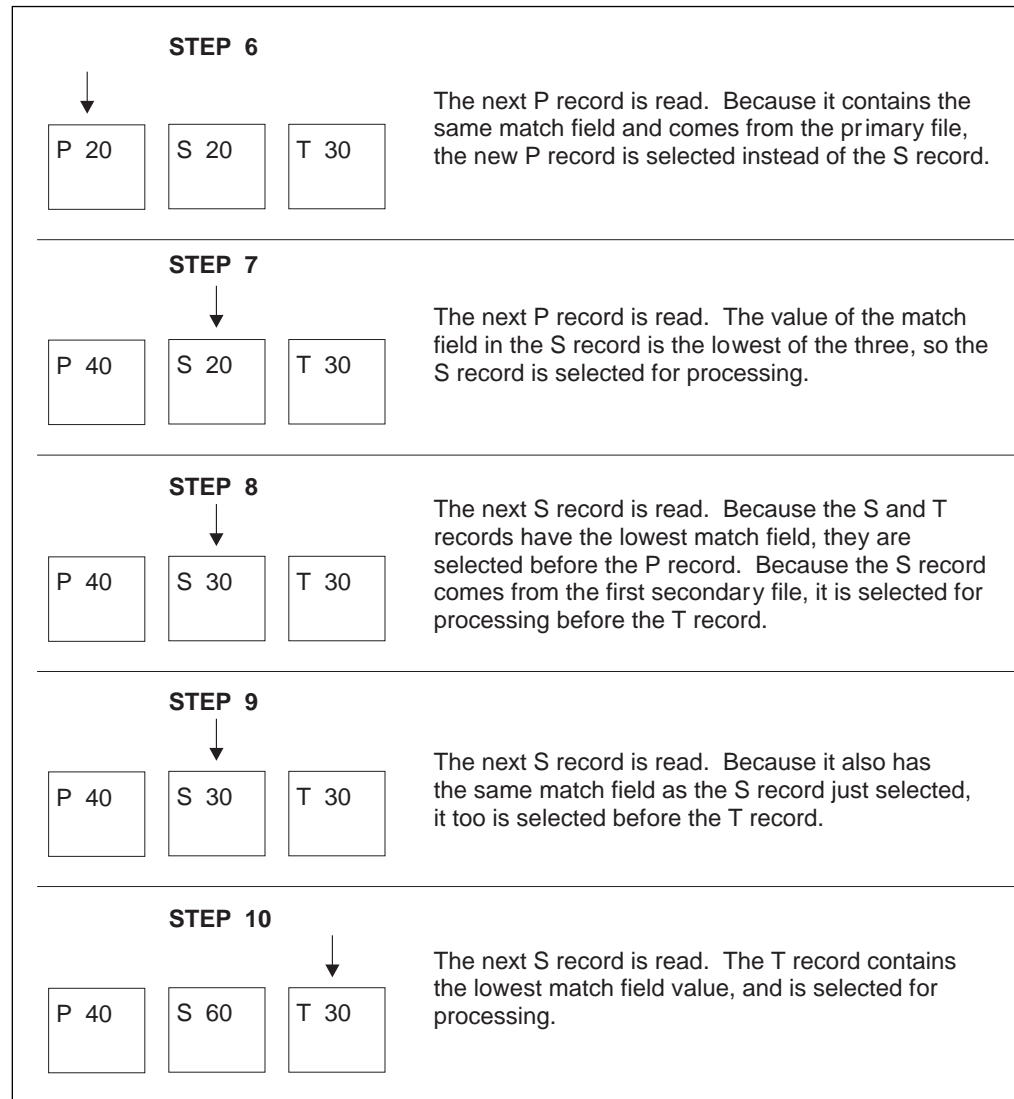 STEP 6
P 20
S 20
T 30
The next P record is read. Because it contains the
same match field and comes from the primary file,
the new P record is selected instead of the S record.
STEP 7
P 40
S 20
T 30
The next P record is read. The value of the match
field in the S record is the lowest of the three, so the
S record is selected for processing.
STEP 8
P 40
S 30
T 30
The next S record is read. Because the S and T
records have the lowest match field, they are
selected before the P record. Because the S record
comes from the first secondary file, it is selected for
processing before the T record.
STEP 9
P 40
S 30
T 30
The next S record is read. Because it also has
the same match field as the S record just selected,
it too is selected before the T record.
STEP 10
P 40
S 60
T 30
The next S record is read. The T record contains
the lowest match field value, and is selected for
processing.